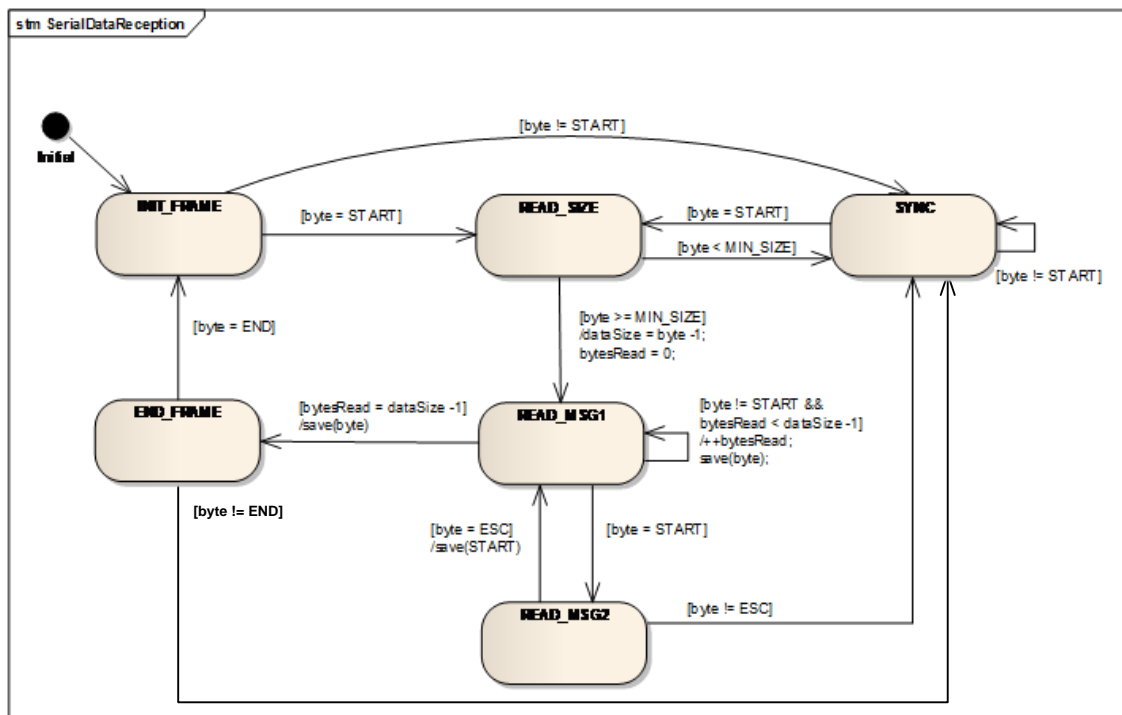 stm SerialDataReception
[byte != START]
Initial
INIT_FRAME
READ_SIZE
SYNC
[byte = START]
[byte = START]
[byte < MIN_SIZE]
[byte != START]
[byte = END]
[byte >= MIN_SIZE]
/dataSize = byte -1;
bytesRead = 0;
END_FRAME
[bytesRead = dataSize -1]
/save(byte)
READ_MSG1
[byte != START &&
bytesRead < dataSize -1]
/++bytesRead;
save(byte);
[byte != END]
[byte = ESC]
/save(START)
[byte = START]
READ_MSG2
[byte != ESC]